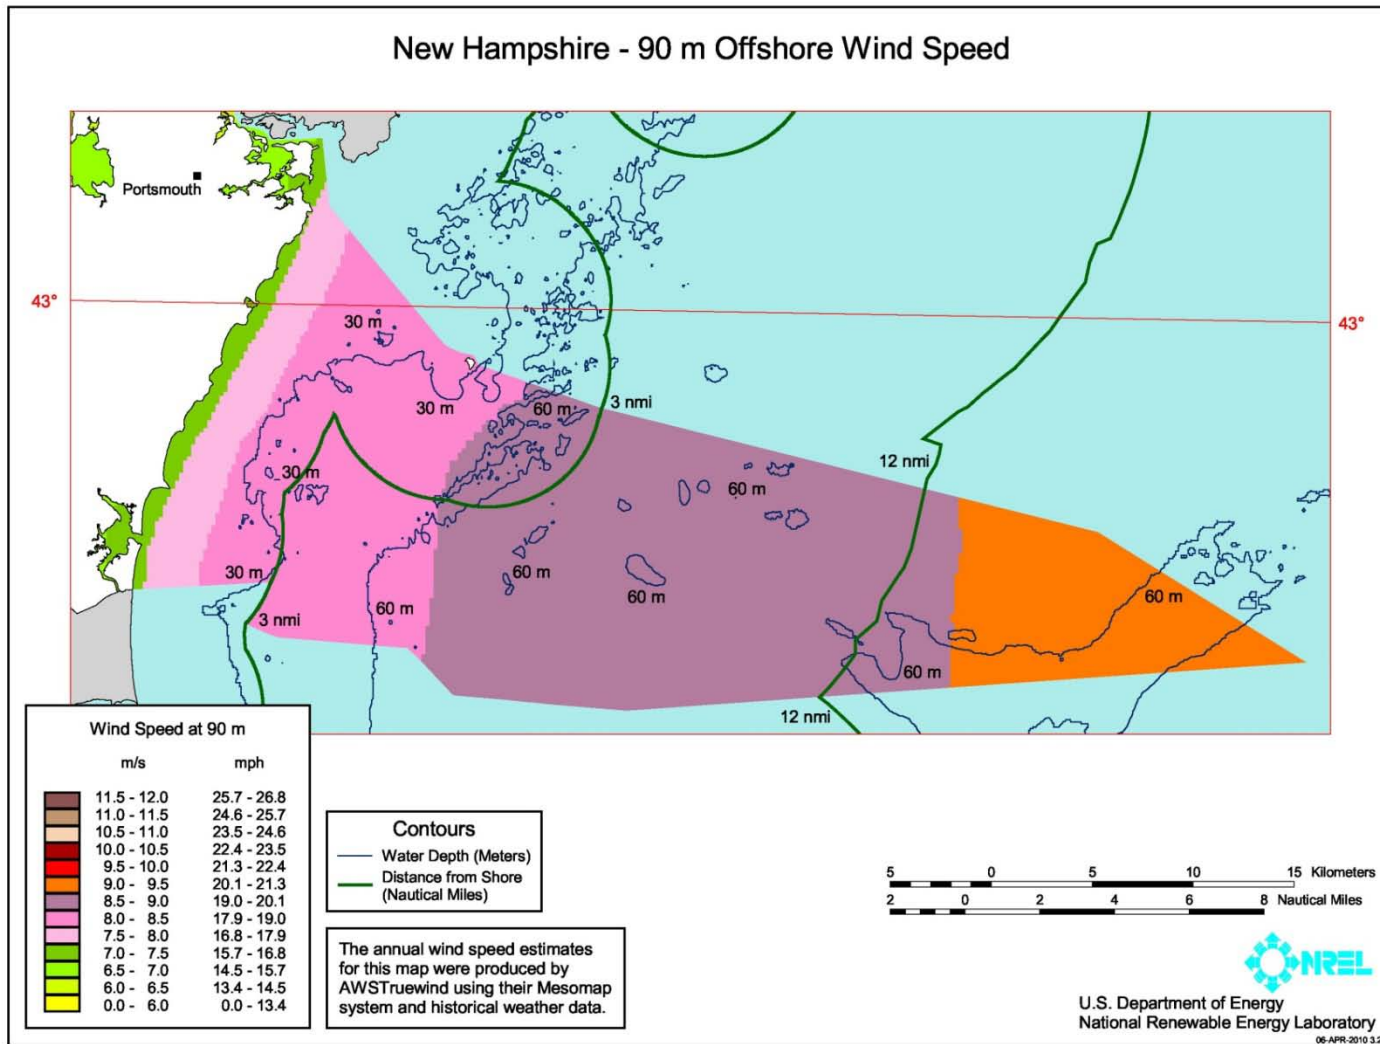 New Hampshire - 90 m Offshore Wind Speed
Portsmouth
43°
43°
30 m
30 m
60 m
3 nmi
12 nmi
30 m
60 m
30 m
60 m
60 m
60 m
60 m
3 nmi
60 m
12 nmi
Wind Speed at 90 m
m/s mph
11.5 - 12.0 25.7 - 26.8
11.0 - 11.5 24.6 - 25.7
10.5 - 11.0 23.5 - 24.6
10.0 - 10.5 22.4 - 23.5
9.5 - 10.0 21.3 - 22.4
9.0 - 9.5 20.1 - 21.3
8.5 - 9.0 19.0 - 20.1
8.0 - 8.5 17.9 - 19.0
7.5 - 8.0 16.8 - 17.9
7.0 - 7.5 15.7 - 16.8
6.5 - 7.0 14.5 - 15.7
6.0 - 6.5 13.4 - 14.5
0.0 - 6.0 0.0 - 13.4
Contours
Water Depth (Meters)
Distance from Shore
(Nautical Miles)
The annual wind speed estimates
for this map were produced by
AWSTruewind using their Mesomap
system and historical weather data.
5 0 5 10 15 Kilometers
2 0 2 4 6 8 Nautical Miles
NREL
U.S. Department of Energy
National Renewable Energy Laboratory
06-APR-2010 3.2